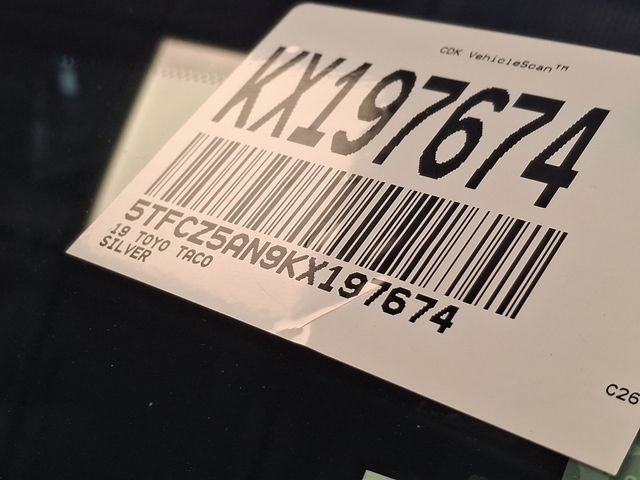 CDK VehicleScan™
KX197674
5TFCZ5AN9KX197674
19 TOYO TACO
SILVER
C26